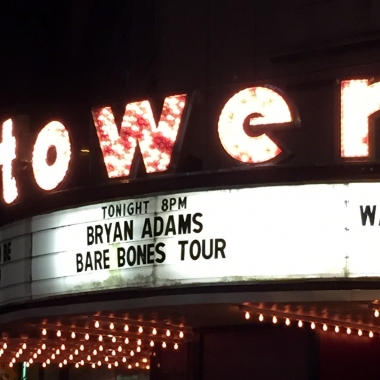 tower
TONIGHT 8PM
BRYAN ADAMS
BARE BONES TOUR